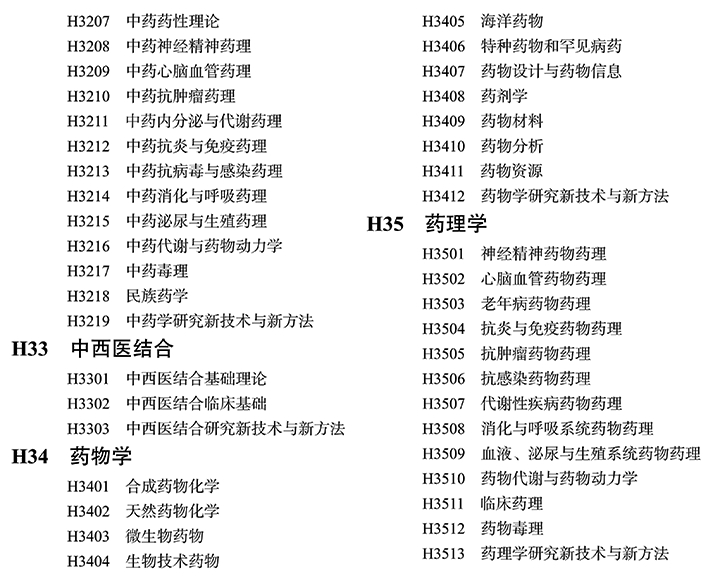 H3207 中药药性理论
H3208 中药神经精神药理
H3209 中药心脑血管药理
H3210 中药抗肿瘤药理
H3211 中药内分泌与代谢药理
H3212 中药抗炎与免疫药理
H3213 中药抗病毒与感染药理
H3214 中药消化与呼吸药理
H3215 中药泌尿与生殖药理
H3216 中药代谢与药物动力学
H3217 中药毒理
H3218 民族药学
H3219 中药学研究新技术与新方法
H33 中西医结合
H3301 中西医结合基础理论
H3302 中西医结合临床基础
H3303 中西医结合研究新技术与新方法
H34 药物学
H3401 合成药物化学
H3402 天然药物化学
H3403 微生物药物
H3404 生物技术药物
H3405 海洋药物
H3406 特种药物和罕见病药
H3407 药物设计与药物信息
H3408 药剂学
H3409 药物材料
H3410 药物分析
H3411 药物资源
H3412 药物学研究新技术与新方法
H35 药理学
H3501 神经精神药物药理
H3502 心脑血管药物药理
H3503 老年病药物药理
H3504 抗炎与免疫药物药理
H3505 抗肿瘤药物药理
H3506 抗感染药物药理
H3507 代谢性疾病药物药理
H3508 消化与呼吸系统药物药理
H3509 血液、泌尿与生殖系统药物药理
H3510 药物代谢与药物动力学
H3511 临床药理
H3512 药物毒理
H3513 药理学研究新技术与新方法